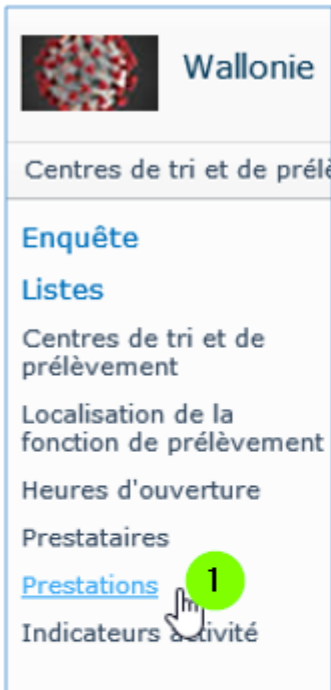 Wallonie
Centres de tri et de prélè
Enquête
Listes
Centres de tri et de
prélèvement
Localisation de la
fonction de prélèvement
Heures d'ouverture
Prestataires
Prestations
1
Indicateurs activité